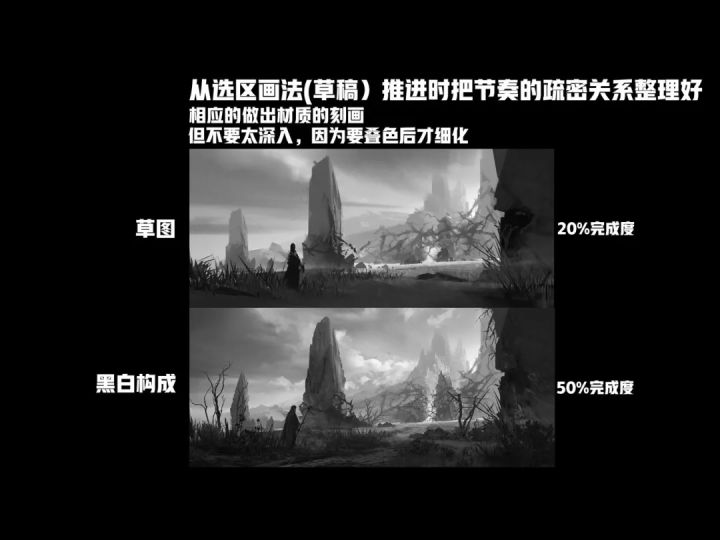 从选区画法(草稿）推进时把节奏的疏密关系整理好
相应的做出材质的刻画
但不要太深入，因为要叠色后才细化
草图
20%完成度
黑白构成
50%完成度